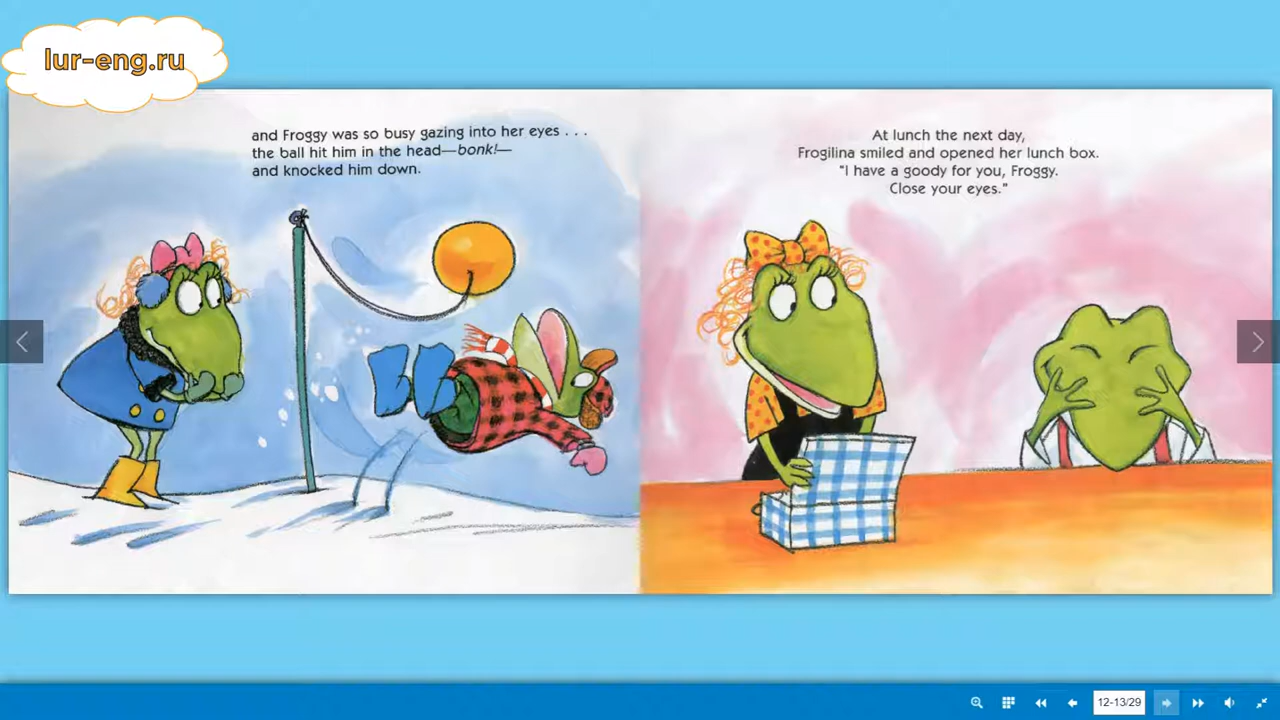 lur-eng.ru
and Froggy was so busy gazing into her eyes . . .
the ball hit him in the head—bonk!—
and knocked him down.
At lunch the next day,
Frogilina smiled and opened her lunch box.
"I have a goody for you, Froggy.
Close your eyes."
12-13/29